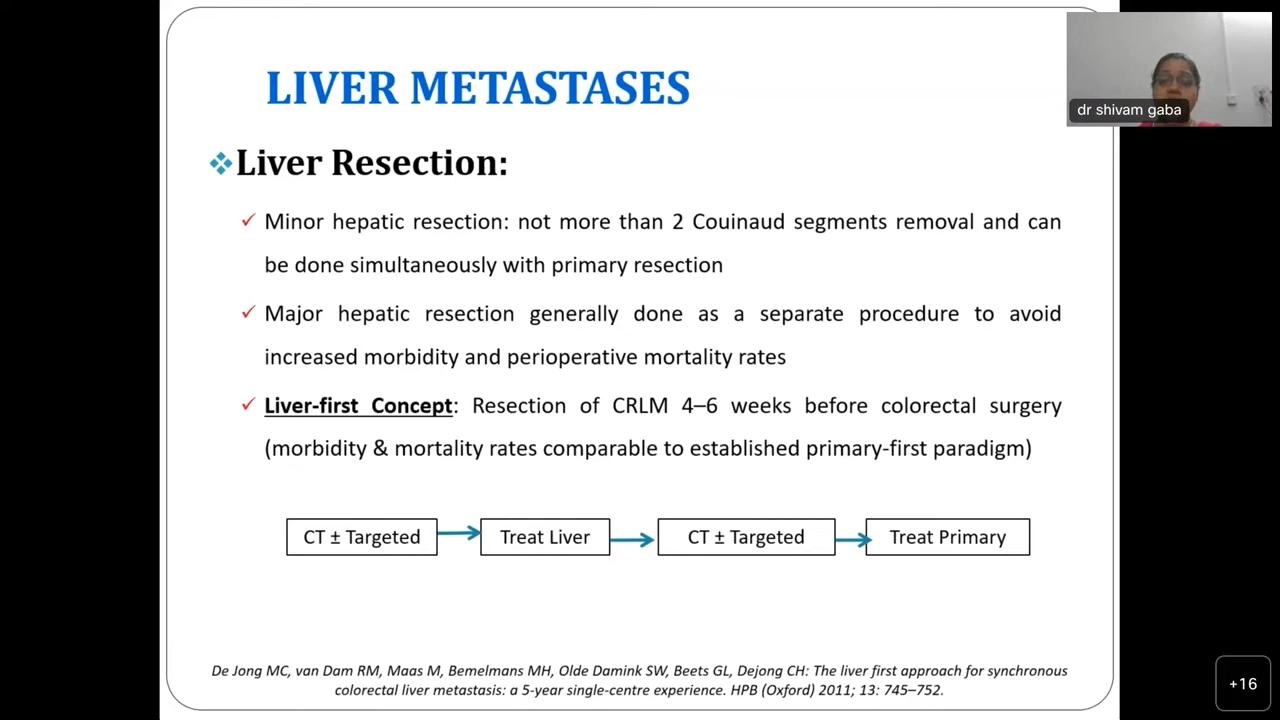 LIVER METASTASES
dr shivam gaba
❖Liver Resection:
✓ Minor hepatic resection: not more than 2 Couinaud segments removal and can
be done simultaneously with primary resection
✓ Major hepatic resection generally done as a separate procedure to avoid
increased morbidity and perioperative mortality rates
✓ Liver-first Concept: Resection of CRLM 4–6 weeks before colorectal surgery
(morbidity & mortality rates comparable to established primary-first paradigm)
CT ± Targeted
Treat Liver
CT ± Targeted
Treat Primary
De Jong MC, van Dam RM, Maas M, Bemelmans MH, Olde Damink SW, Beets GL, Dejong CH: The liver first approach for synchronous
colorectal liver metastasis: a 5-year single-centre experience. HPB (Oxford) 2011; 13: 745–752.
+16